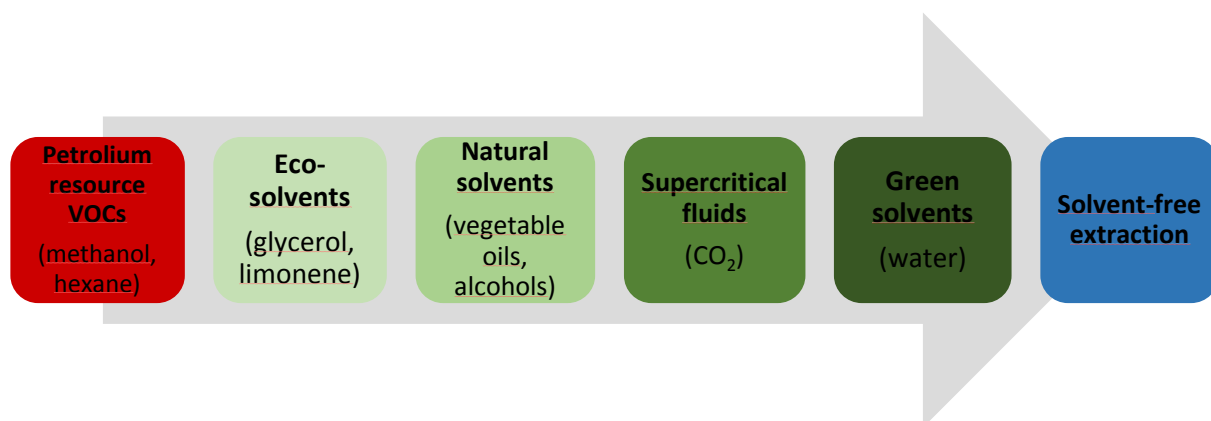 Petrolium
resource
VOCs
(methanol,
hexane)
Eco-
solvents
(glycerol,
limonene)
Natural
solvents
(vegetable
oils,
alcohols)
Supercritical
fluids
(CO₂)
Green
solvents
(water)
Solvent-free
extraction